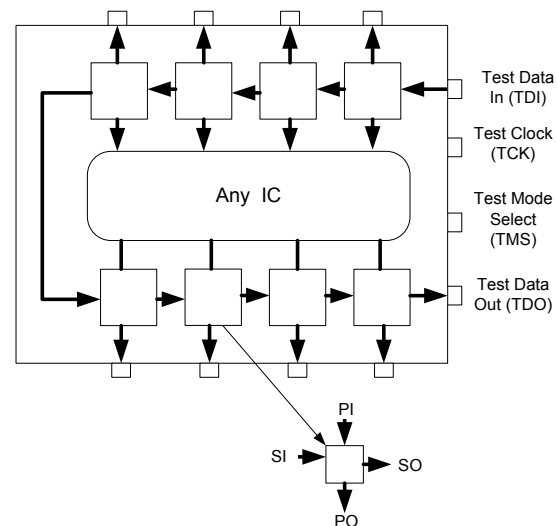 Test Data
In (TDI)
Test Clock
(TCK)
Any IC
Test Mode
Select
(TMS)
Test Data
Out (TDO)
PI
SI
SO
PO